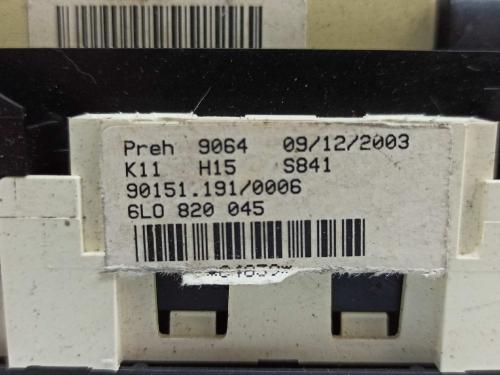 Preh 9064 09/12/2003
K11 H15 S841
90151.191/0006
6L0 820 045